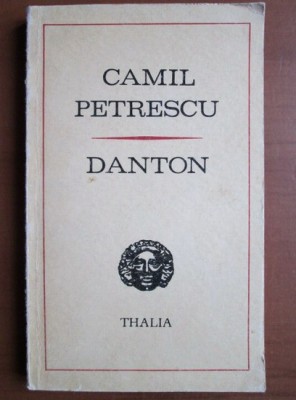 CAMIL
PETRESCU
DANTON
THALIA